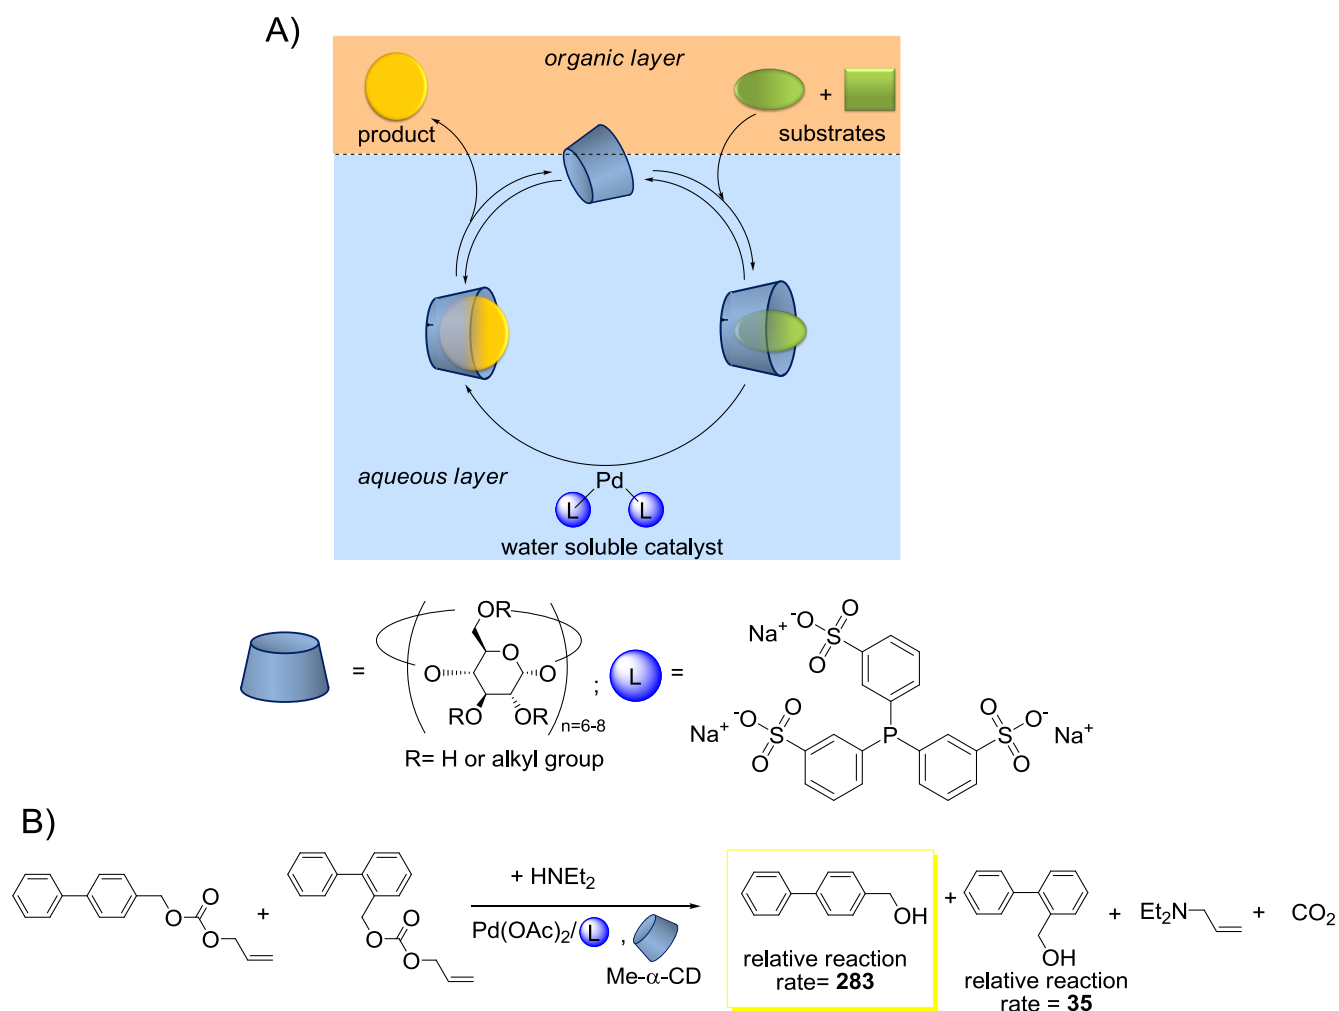 A)
organic layer
product
+
substrates
aqueous layer
Pd
L L
water soluble catalyst
= OR O O O RO OR n=6-8 ; L =
R= H or alkyl group
Na⁺ ⁻O S O O
Na⁺ ⁻O S O O P O O S O⁻ Na⁺
B)
O O O + O O O
+ HNEt₂
Pd(OAc)₂/ L ,
Me-α-CD
OH
relative reaction
rate= 283
+
OH
relative reaction
rate = 35
+ Et₂N + CO₂